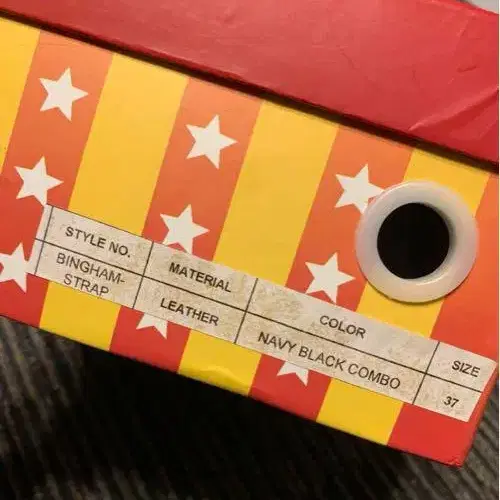 STYLE NO. MATERIAL COLOR SIZE
BINGHAM-
STRAP LEATHER NAVY BLACK COMBO 37